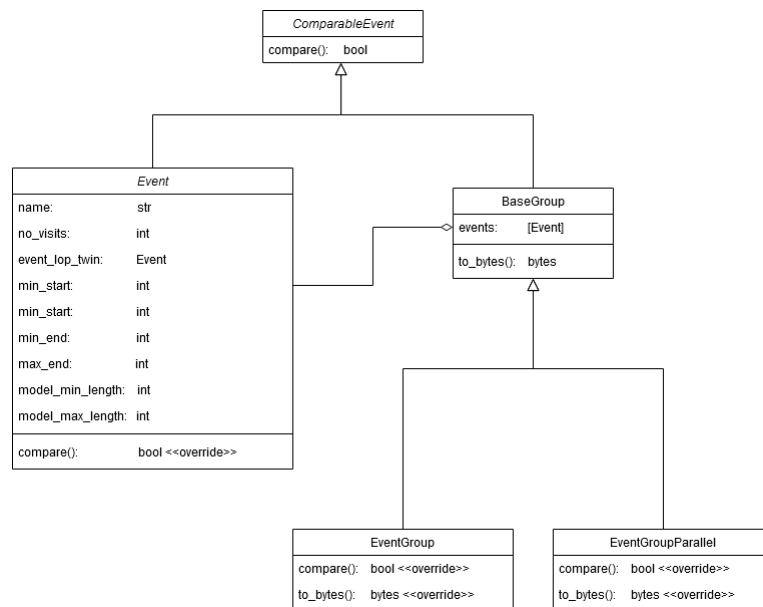 ComparableEvent
compare(): bool
Event
name: str
no_visits: int
event_lop_twin: Event
min_start: int
min_start: int
min_end: int
max_end: int
model_min_length: int
model_max_length: int
compare(): bool <<override>>
BaseGroup
events: [Event]
to_bytes(): bytes
EventGroup
compare(): bool <<override>>
to_bytes(): bytes <<override>>
EventGroupParallel
compare(): bool <<override>>
to_bytes(): bytes <<override>>